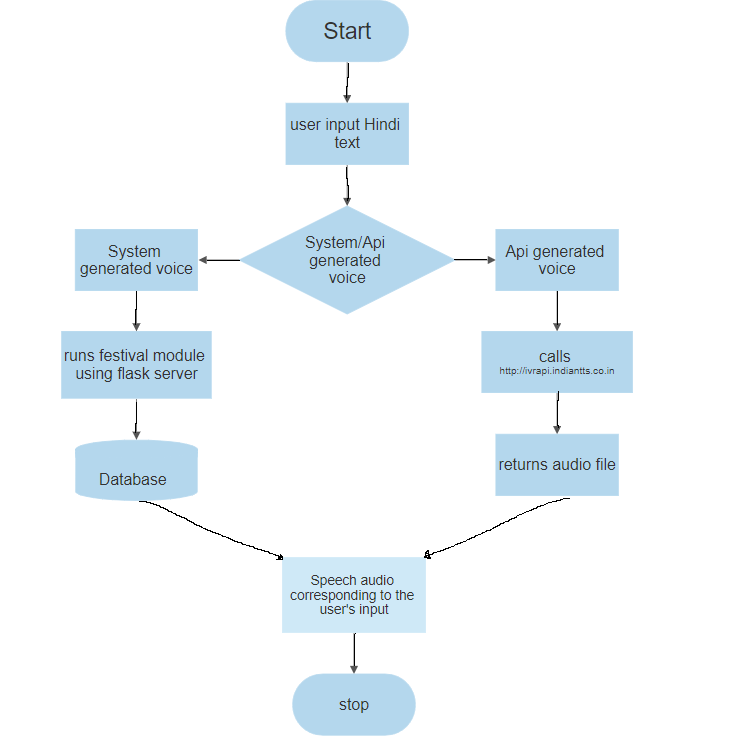 Start
user input Hindi
text
System/Api
generated
voice
System
generated voice
Api generated
voice
runs festival module
using flask server
calls
http://ivrapi.indiantts.co.in
Database
returns audio file
Speech audio
corresponding to the
user's input
stop